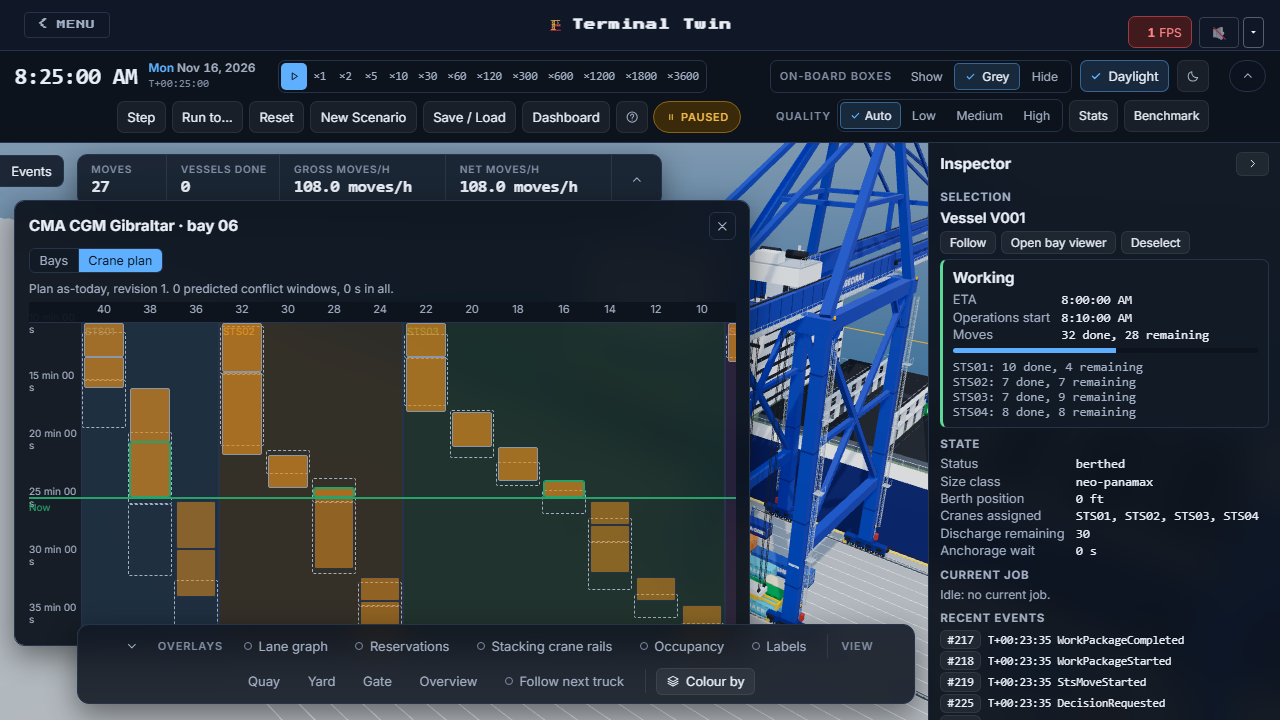 MENU
Terminal Twin
1 FPS
8:25:00 AM
Mon Nov 16, 2026
T+00:25:00
×1 ×2 ×5 ×10 ×30 ×60 ×120 ×300 ×600 ×1200 ×1800 ×3600
ON-BOARD BOXES Show Grey Hide
Daylight
Step Run to... Reset New Scenario Save / Load Dashboard PAUSED
QUALITY Auto Low Medium High Stats Benchmark
Events
MOVES
27
VESSELS DONE
0
GROSS MOVES/H
108.0 moves/h
NET MOVES/H
108.0 moves/h
CMA CGM Gibraltar · bay 06
Bays Crane plan
Plan as-today, revision 1. 0 predicted conflict windows, 0 s in all.
40 38 36 32 30 28 24 22 20 18 16 14 12 10
s
STS01 STS02 STS03
15 min 00
s
20 min 00
s
25 min 00
s
Now
30 min 00
s
35 min 00
s
OVERLAYS Lane graph Reservations Stacking crane rails Occupancy Labels VIEW
Quay Yard Gate Overview Follow next truck Colour by
Inspector
SELECTION
Vessel V001
Follow Open bay viewer Deselect
Working
ETA 8:00:00 AM
Operations start 8:10:00 AM
Moves 32 done, 28 remaining
STS01: 10 done, 4 remaining
STS02: 7 done, 7 remaining
STS03: 7 done, 9 remaining
STS04: 8 done, 8 remaining
STATE
Status berthed
Size class neo-panamax
Berth position 0 ft
Cranes assigned STS01, STS02, STS03, STS04
Discharge remaining 30
Anchorage wait 0 s
CURRENT JOB
Idle: no current job.
RECENT EVENTS
#217 T+00:23:35 WorkPackageCompleted
#218 T+00:23:35 WorkPackageStarted
#219 T+00:23:35 StsMoveStarted
#225 T+00:23:35 DecisionRequested